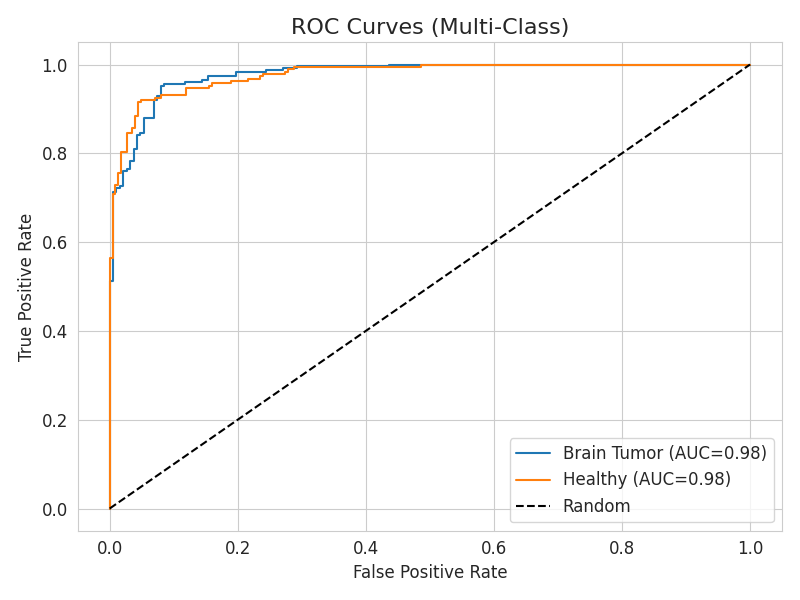 ROC Curves (Multi-Class)
True Positive Rate
1.0
0.8
0.6
0.4
0.2
0.0
Brain Tumor (AUC=0.98)
Healthy (AUC=0.98)
Random
0.0 0.2 0.4 0.6 0.8 1.0
False Positive Rate